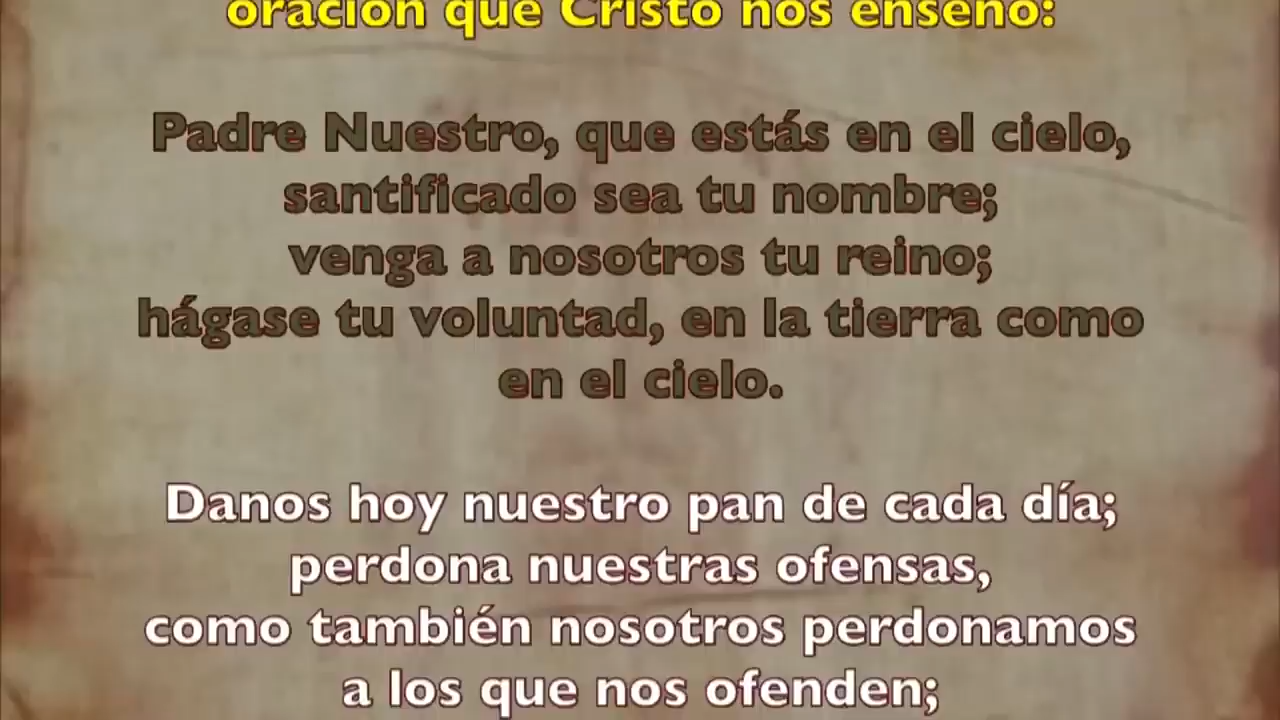 oración que Cristo nos enseñó:
Padre Nuestro, que estás en el cielo,
santificado sea tu nombre;
venga a nosotros tu reino;
hágase tu voluntad, en la tierra como
en el cielo.
Danos hoy nuestro pan de cada día;
perdona nuestras ofensas,
como también nosotros perdonamos
a los que nos ofenden;